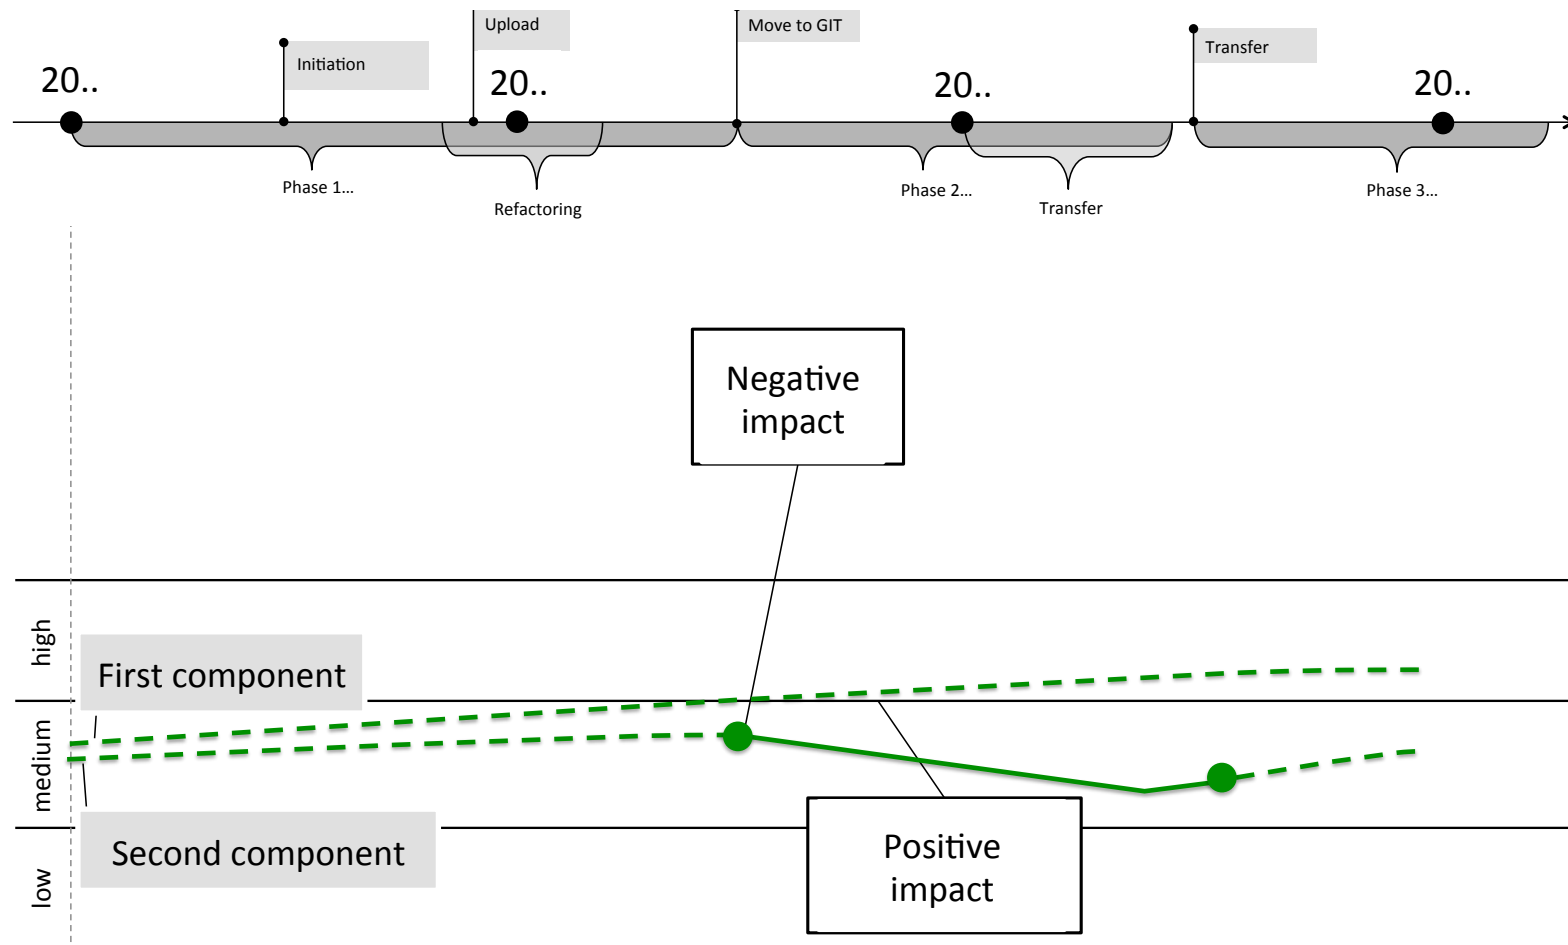 Upload
Move to GIT
Initiation
Transfer
20..
20..
20..
20..
Phase 1...
Refactoring
Phase 2...
Transfer
Phase 3...
Negative
impact
high
First component
medium
Second component
Positive
impact
low